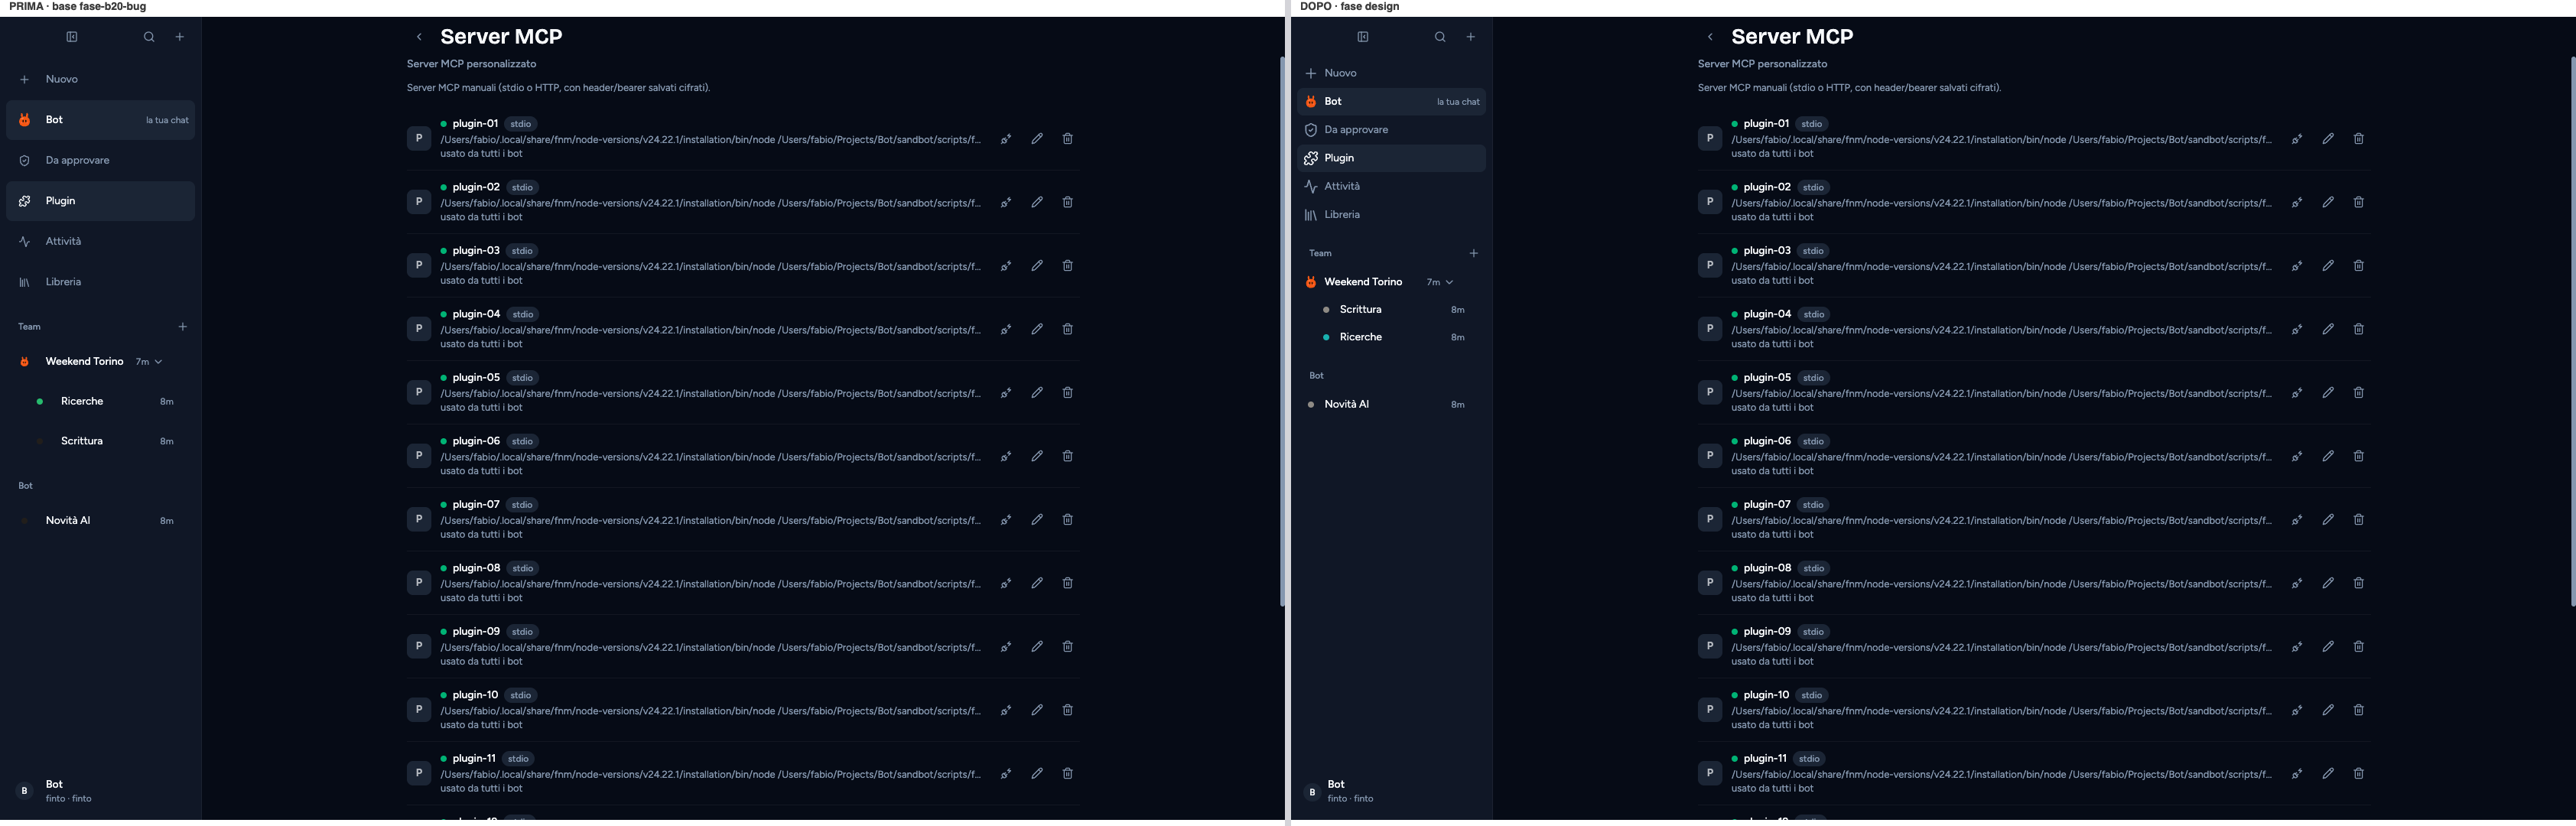 PRIMA · base fase-b20-bug
Nuovo
Bot la tua chat
Da approvare
Plugin
Attività
Libreria
Team
Weekend Torino 7m
Ricerche 8m
Scrittura 8m
Bot
Novità AI 8m
B
Bot
finto · finto
Server MCP
Server MCP personalizzato
Server MCP manuali (stdio o HTTP, con header/bearer salvati cifrati).
P
plugin-01 stdio
/Users/fabio/.local/share/fnm/node-versions/v24.22.1/installation/bin/node /Users/fabio/Projects/Bot/sandbot/scripts/f...
usato da tutti i bot
P
plugin-02 stdio
/Users/fabio/.local/share/fnm/node-versions/v24.22.1/installation/bin/node /Users/fabio/Projects/Bot/sandbot/scripts/f...
usato da tutti i bot
P
plugin-03 stdio
/Users/fabio/.local/share/fnm/node-versions/v24.22.1/installation/bin/node /Users/fabio/Projects/Bot/sandbot/scripts/f...
usato da tutti i bot
P
plugin-04 stdio
/Users/fabio/.local/share/fnm/node-versions/v24.22.1/installation/bin/node /Users/fabio/Projects/Bot/sandbot/scripts/f...
usato da tutti i bot
P
plugin-05 stdio
/Users/fabio/.local/share/fnm/node-versions/v24.22.1/installation/bin/node /Users/fabio/Projects/Bot/sandbot/scripts/f...
usato da tutti i bot
P
plugin-06 stdio
/Users/fabio/.local/share/fnm/node-versions/v24.22.1/installation/bin/node /Users/fabio/Projects/Bot/sandbot/scripts/f...
usato da tutti i bot
P
plugin-07 stdio
/Users/fabio/.local/share/fnm/node-versions/v24.22.1/installation/bin/node /Users/fabio/Projects/Bot/sandbot/scripts/f...
usato da tutti i bot
P
plugin-08 stdio
/Users/fabio/.local/share/fnm/node-versions/v24.22.1/installation/bin/node /Users/fabio/Projects/Bot/sandbot/scripts/f...
usato da tutti i bot
P
plugin-09 stdio
/Users/fabio/.local/share/fnm/node-versions/v24.22.1/installation/bin/node /Users/fabio/Projects/Bot/sandbot/scripts/f...
usato da tutti i bot
P
plugin-10 stdio
/Users/fabio/.local/share/fnm/node-versions/v24.22.1/installation/bin/node /Users/fabio/Projects/Bot/sandbot/scripts/f...
usato da tutti i bot
P
plugin-11 stdio
/Users/fabio/.local/share/fnm/node-versions/v24.22.1/installation/bin/node /Users/fabio/Projects/Bot/sandbot/scripts/f...
usato da tutti i bot
DOPO · fase design
Nuovo
Bot la tua chat
Da approvare
Plugin
Attività
Libreria
Team
Weekend Torino 7m
Scrittura 8m
Ricerche 8m
Bot
Novità AI 8m
B
Bot
finto · finto
Server MCP
Server MCP personalizzato
Server MCP manuali (stdio o HTTP, con header/bearer salvati cifrati).
P
plugin-01 stdio
/Users/fabio/.local/share/fnm/node-versions/v24.22.1/installation/bin/node /Users/fabio/Projects/Bot/sandbot/scripts/f...
usato da tutti i bot
P
plugin-02 stdio
/Users/fabio/.local/share/fnm/node-versions/v24.22.1/installation/bin/node /Users/fabio/Projects/Bot/sandbot/scripts/f...
usato da tutti i bot
P
plugin-03 stdio
/Users/fabio/.local/share/fnm/node-versions/v24.22.1/installation/bin/node /Users/fabio/Projects/Bot/sandbot/scripts/f...
usato da tutti i bot
P
plugin-04 stdio
/Users/fabio/.local/share/fnm/node-versions/v24.22.1/installation/bin/node /Users/fabio/Projects/Bot/sandbot/scripts/f...
usato da tutti i bot
P
plugin-05 stdio
/Users/fabio/.local/share/fnm/node-versions/v24.22.1/installation/bin/node /Users/fabio/Projects/Bot/sandbot/scripts/f...
usato da tutti i bot
P
plugin-06 stdio
/Users/fabio/.local/share/fnm/node-versions/v24.22.1/installation/bin/node /Users/fabio/Projects/Bot/sandbot/scripts/f...
usato da tutti i bot
P
plugin-07 stdio
/Users/fabio/.local/share/fnm/node-versions/v24.22.1/installation/bin/node /Users/fabio/Projects/Bot/sandbot/scripts/f...
usato da tutti i bot
P
plugin-08 stdio
/Users/fabio/.local/share/fnm/node-versions/v24.22.1/installation/bin/node /Users/fabio/Projects/Bot/sandbot/scripts/f...
usato da tutti i bot
P
plugin-09 stdio
/Users/fabio/.local/share/fnm/node-versions/v24.22.1/installation/bin/node /Users/fabio/Projects/Bot/sandbot/scripts/f...
usato da tutti i bot
P
plugin-10 stdio
/Users/fabio/.local/share/fnm/node-versions/v24.22.1/installation/bin/node /Users/fabio/Projects/Bot/sandbot/scripts/f...
usato da tutti i bot
P
plugin-11 stdio
/Users/fabio/.local/share/fnm/node-versions/v24.22.1/installation/bin/node /Users/fabio/Projects/Bot/sandbot/scripts/f...
usato da tutti i bot